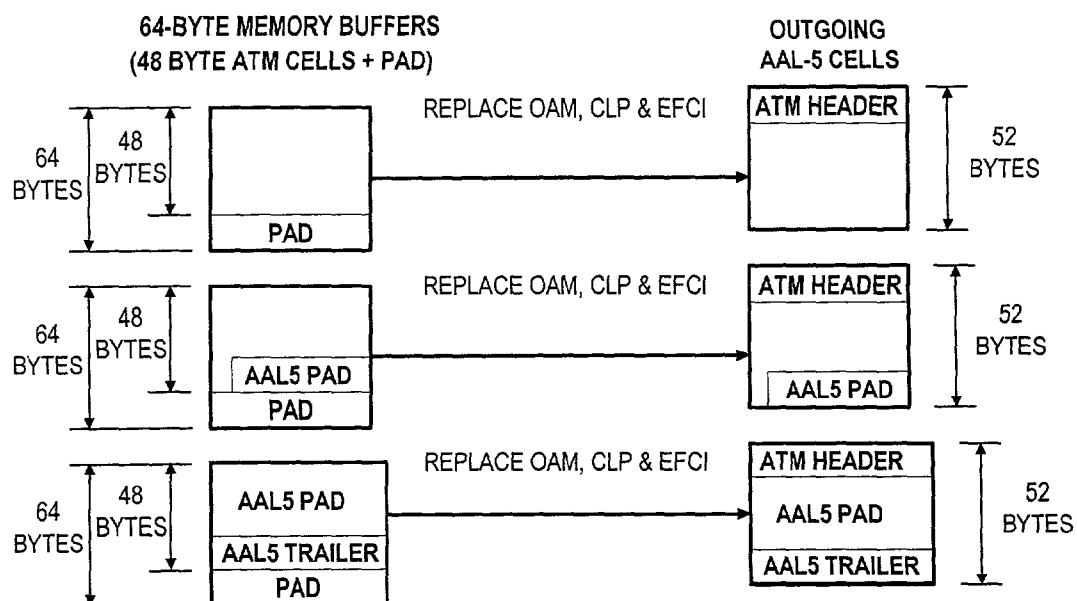 64-BYTE MEMORY BUFFERS
(48 BYTE ATM CELLS + PAD)
OUTGOING
AAL-5 CELLS
64
BYTES
48
BYTES
PAD
REPLACE OAM, CLP & EFCI
ATM HEADER
52
BYTES
64
BYTES
48
BYTES
AAL5 PAD
PAD
REPLACE OAM, CLP & EFCI
ATM HEADER
AAL5 PAD
52
BYTES
64
BYTES
48
BYTES
AAL5 PAD
AAL5 TRAILER
PAD
REPLACE OAM, CLP & EFCI
ATM HEADER
AAL5 PAD
AAL5 TRAILER
52
BYTES